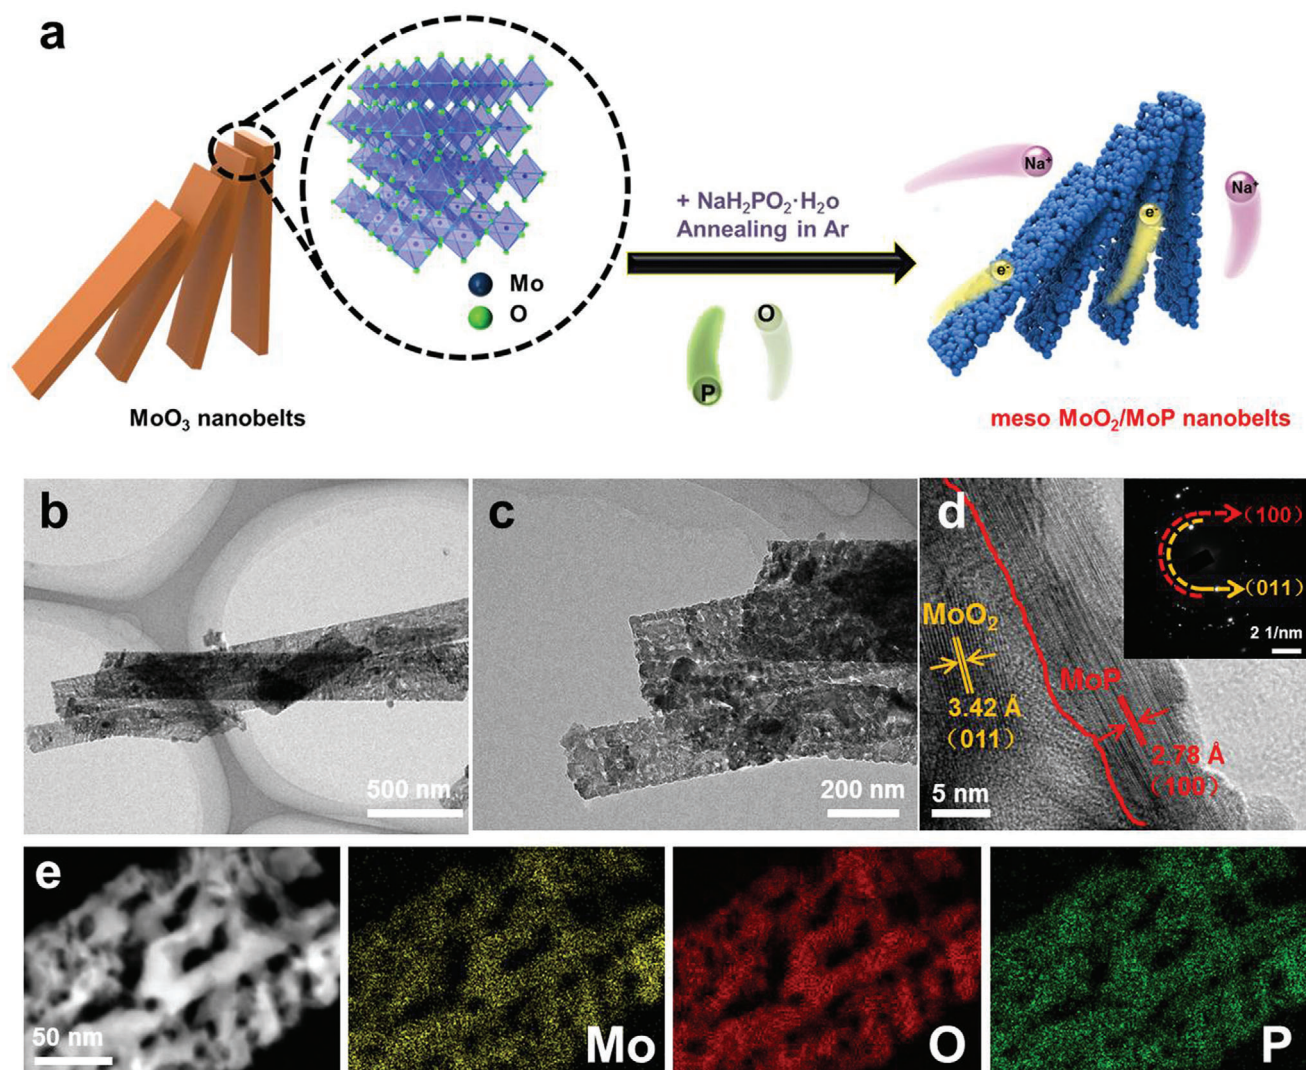 a
+ NaH₂PO₂·H₂o
Annealing in Ar
Mo
O
P
O
Na⁺
Na⁺
e⁻
e⁻
MoO₃ nanobelts
meso MoO₂/MoP nanobelts
b
500 nm
c
200 nm
d
(100)
(011)
2 1/nm
MoO₂
3.42 Å
(011)
MoP
2.78 Å
(100)
5 nm
e
50 nm
Mo
O
P